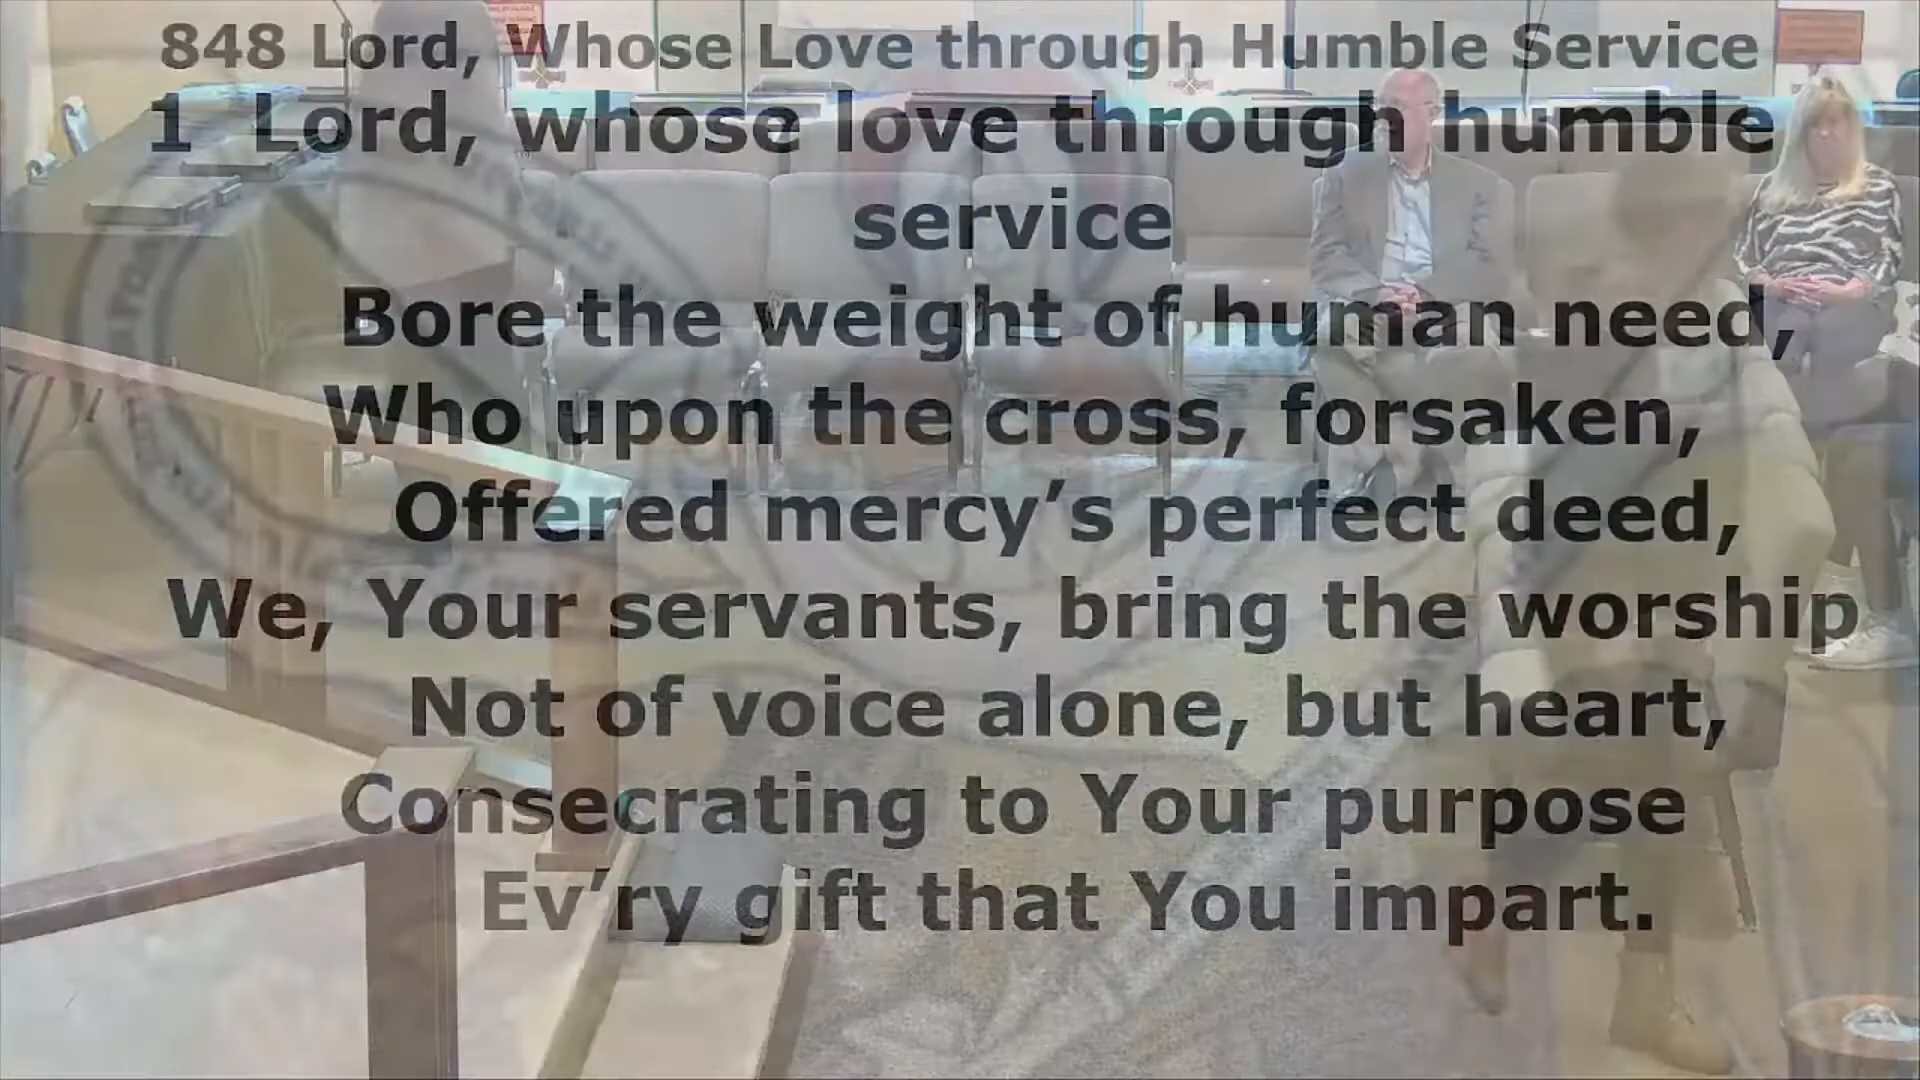 848 Lord, Whose Love through Humble Service
1 Lord, whose love through humble
service
Bore the weight of human need,
Who upon the cross, forsaken,
Offered mercy’s perfect deed,
We, Your servants, bring the worship
Not of voice alone, but heart,
Consecrating to Your purpose
Ev’ry gift that You impart.